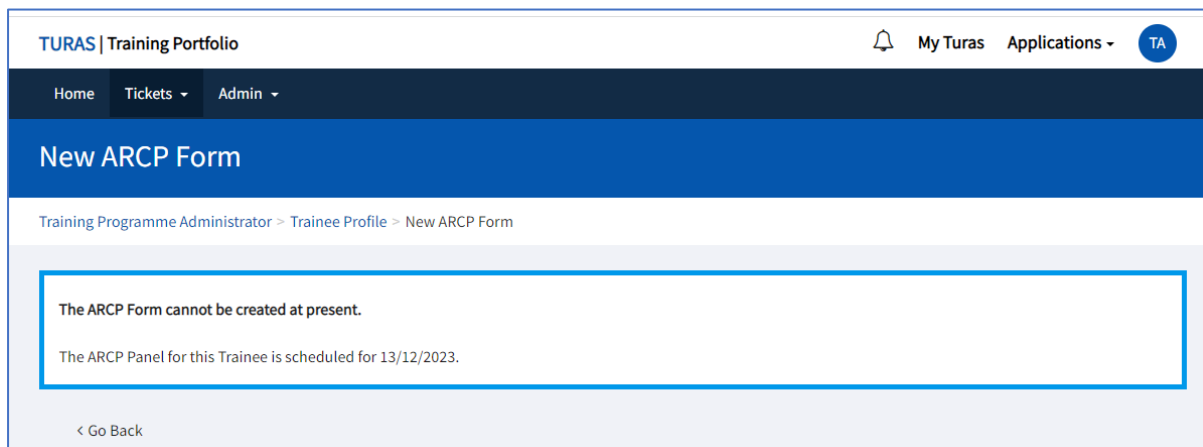 TURAS | Training Portfolio My Turas Applications TA
Home Tickets Admin
New ARCP Form
Training Programme Administrator > Trainee Profile > New ARCP Form
The ARCP Form cannot be created at present.
The ARCP Panel for this Trainee is scheduled for 13/12/2023.
< Go Back